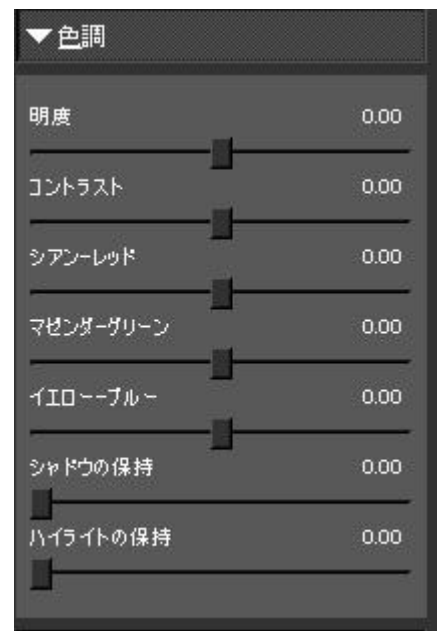 ▼色調
明度 0.00
コントラスト 0.00
シアン-レッド 0.00
マゼンダ-グリーン 0.00
イエロー-ブルー 0.00
シャドウの保持 0.00
ハイライトの保持 0.00